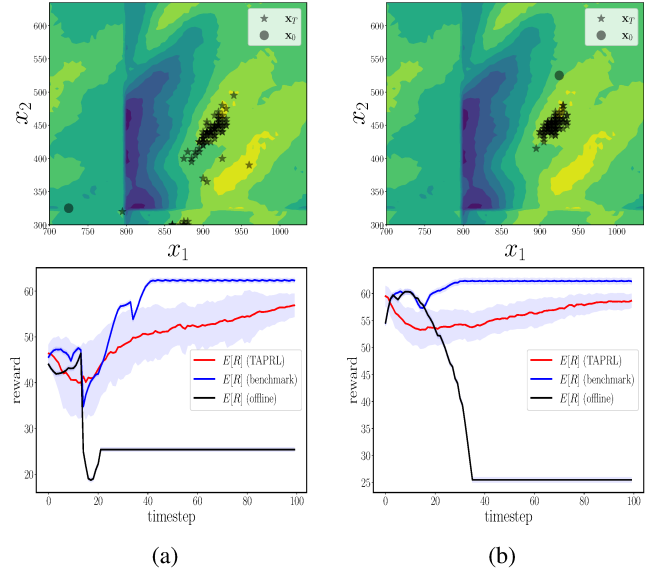 x_T
x_0
x_2
650
600
550
500
450
400
350
300
700 750 800 850 900 950 1000
x_1
x_T
x_0
x_2
650
600
550
500
450
400
350
300
700 750 800 850 900 950 1000
x_1
reward
60
50
40
30
20
E[R] (TAPRL)
E[R] (benchmark)
E[R] (offline)
0 20 40 60 80 100
timestep
(a)
reward
60
55
50
45
40
35
30
25
E[R] (TAPRL)
E[R] (benchmark)
E[R] (offline)
0 20 40 60 80 100
timestep
(b)